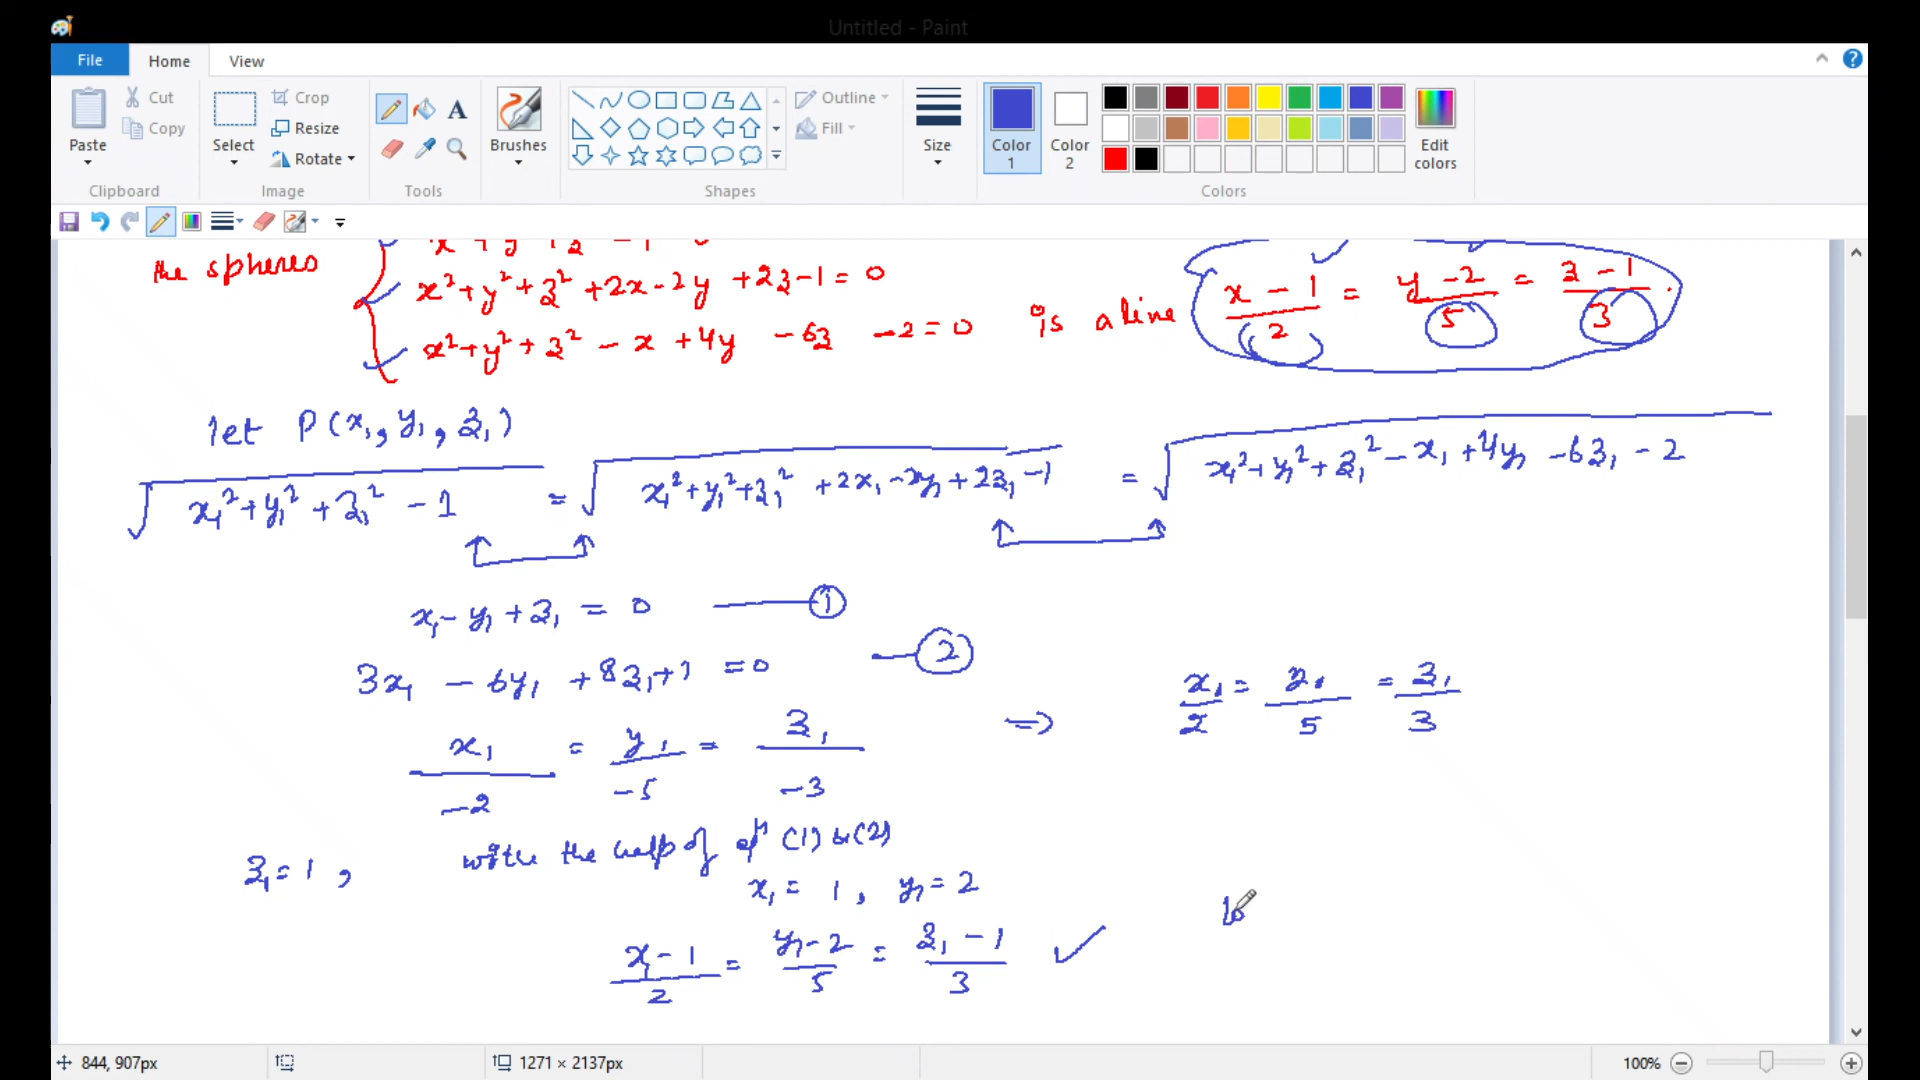 Untitled - Paint
File Home View
Cut
Copy
Paste
Clipboard
Crop
Resize
Rotate
Select
Image
Tools
Brushes
Shapes
Outline
Fill
Size
Color 1
Color 2
Edit colors
Colors
the spheres
x²+y²+z²+2x-2y+2z-1=0
x²+y²+z²-x+4y-6z-2=0 is a line
x-1/2 = y-2/5 = z-1/3.
let P(x₁, y₁, z₁)
√(x₁²+y₁²+z₁²-1) = √(x₁²+y₁²+z₁²+2x₁-2y₁+2z₁-1) = √(x₁²+y₁²+z₁²-x₁+4y₁-6z₁-2)
x₁-y₁+z₁ = 0 —①
3x₁-6y₁+8z₁+1=0 —②
x₁/-2 = y₁/-5 = z₁/-3 ⇒ x₁/2 = y₁/5 = z₁/3
z₁=1, with the help of eⁿ (1) & (2)
x₁=1, y₁=2
x₁-1/2 = y₁-2/5 = z₁-1/3 ✓
844, 907px
1271 × 2137px
100%